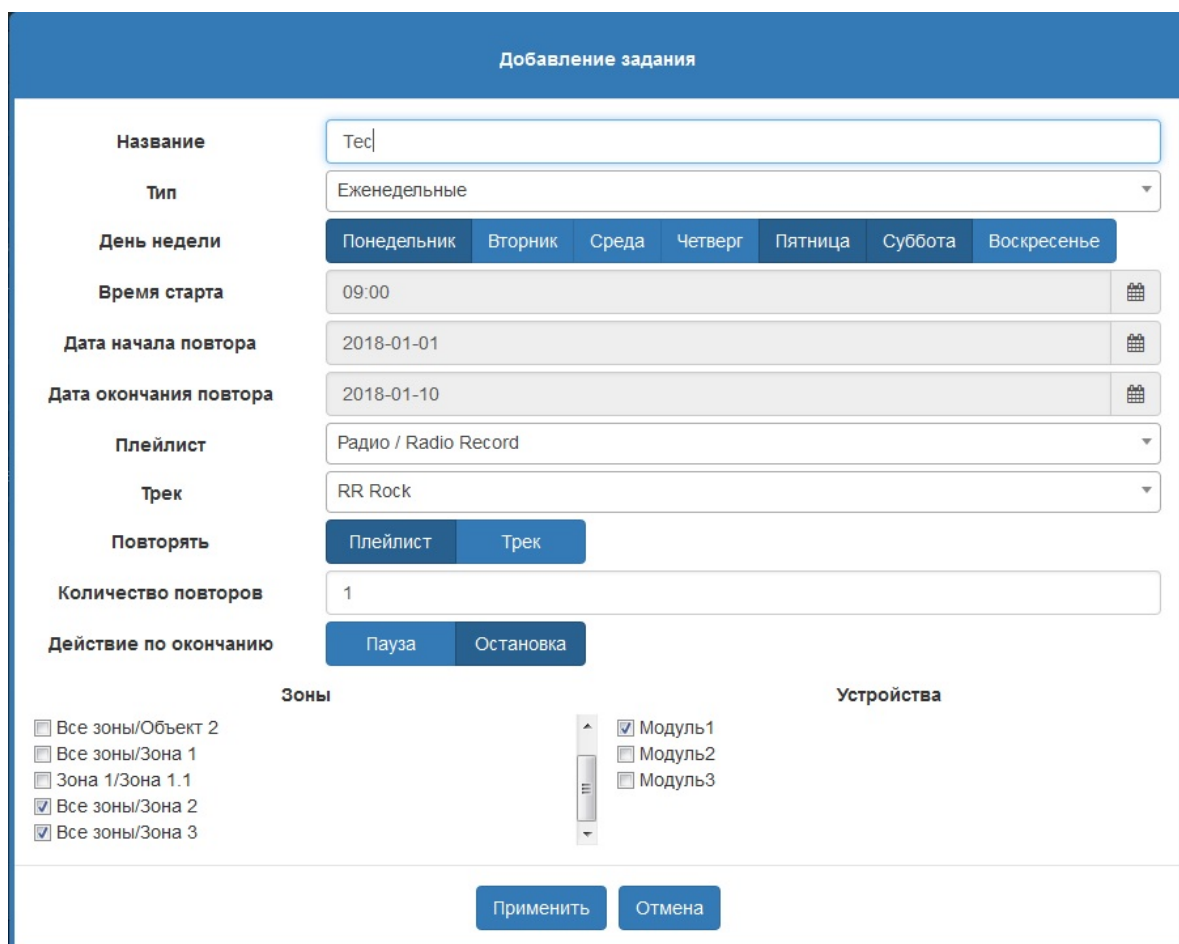 Добавление задания
Название Тес
Тип Еженедельные
День недели Понедельник Вторник Среда Четверг Пятница Суббота Воскресенье
Время старта 09:00
Дата начала повтора 2018-01-01
Дата окончания повтора 2018-01-10
Плейлист Радио / Radio Record
Трек RR Rock
Повторять Плейлист Трек
Количество повторов 1
Действие по окончанию Пауза Остановка
Зоны Устройства
Все зоны/Объект 2 Модуль1
Все зоны/Зона 1 Модуль2
Зона 1/Зона 1.1 Модуль3
Все зоны/Зона 2
Все зоны/Зона 3
Применить Отмена